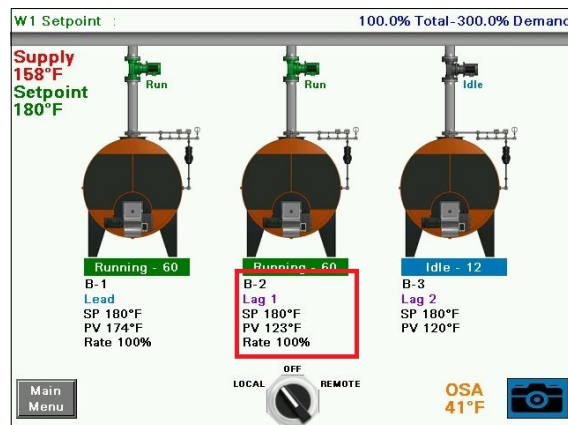 W1 Setpoint :
100.0% Total-300.0% Demand
Supply
158°F
Setpoint
180°F
Run
Run
Idle
Running - 60
B-1
Lead
SP 180°F
PV 174°F
Rate 100%
Running - 60
B-2
Lag 1
SP 180°F
PV 123°F
Rate 100%
Idle - 12
B-3
Lag 2
SP 180°F
PV 120°F
Main
Menu
LOCAL
OFF
REMOTE
OSA
41°F